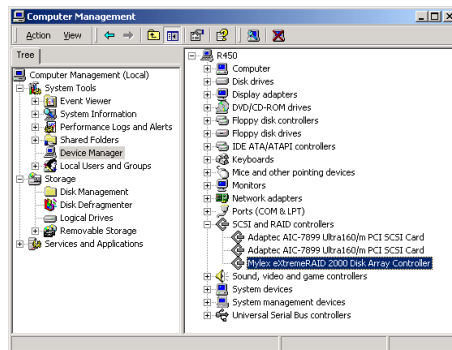 Computer Management
Action View
Tree
Computer Management (Local)
System Tools
Event Viewer
System Information
Performance Logs and Alerts
Shared Folders
Device Manager
Local Users and Groups
Storage
Disk Management
Disk Defragmenter
Logical Drives
Removable Storage
Services and Applications
R450
Computer
Disk drives
Display adapters
DVD/CD-ROM drives
Floppy disk controllers
Floppy disk drives
IDE ATA/ATAPI controllers
Keyboards
Mice and other pointing devices
Monitors
Network adapters
Ports (COM & LPT)
SCSI and RAID controllers
Adaptec AIC-7899 Ultra160/m PCI SCSI Card
Adaptec AIC-7899 Ultra160/m PCI SCSI Card
Mylex eXtremeRAID 2000 Disk Array Controller
Sound, video and game controllers
System devices
System management devices
Universal Serial Bus controllers